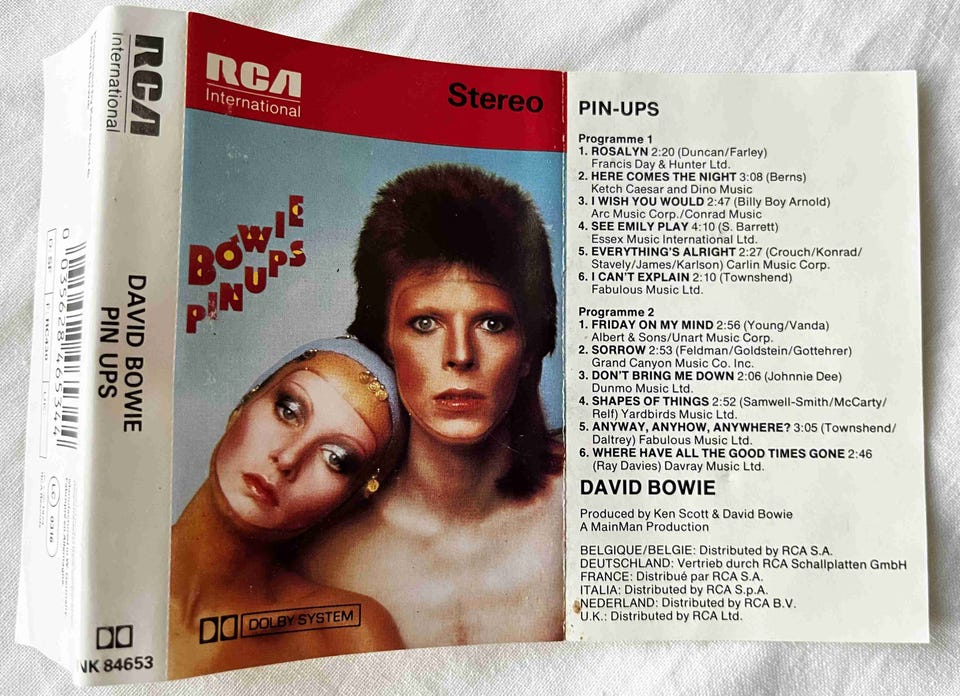 RCA
International
DAVID BOWIE
PIN UPS
NK 84653
0 035628 465344
LC
0316
RCA
International
Stereo
BOWIE
PINUPS
DOLBY SYSTEM
PIN-UPS
Programme 1
1. ROSALYN 2:20 (Duncan/Farley)
Francis Day & Hunter Ltd.
2. HERE COMES THE NIGHT 3:08 (Berns)
Ketch Caesar and Dino Music
3. I WISH YOU WOULD 2:47 (Billy Boy Arnold)
Arc Music Corp./Conrad Music
4. SEE EMILY PLAY 4:10 (S. Barrett)
Essex Music International Ltd.
5. EVERYTHING'S ALRIGHT 2:27 (Crouch/Konrad/
Stavely/James/Karlson) Carlin Music Corp.
6. I CAN'T EXPLAIN 2:10 (Townshend)
Fabulous Music Ltd.
Programme 2
1. FRIDAY ON MY MIND 2:56 (Young/Vanda)
Albert & Sons/Unart Music Corp.
2. SORROW 2:53 (Feldman/Goldstein/Gottehrer)
Grand Canyon Music Co. Inc.
3. DON'T BRING ME DOWN 2:06 (Johnnie Dee)
Dunmo Music Ltd.
4. SHAPES OF THINGS 2:52 (Samwell-Smith/McCarty/
Relf) Yardbirds Music Ltd.
5. ANYWAY, ANYHOW, ANYWHERE? 3:05 (Townshend/
Daltrey) Fabulous Music Ltd.
6. WHERE HAVE ALL THE GOOD TIMES GONE 2:46
(Ray Davies) Davray Music Ltd.
DAVID BOWIE
Produced by Ken Scott & David Bowie
A MainMan Production
BELGIQUE/BELGIE: Distributed by RCA S.A.
DEUTSCHLAND: Vertrieb durch RCA Schallplatten GmbH
FRANCE: Distribué par RCA S.A.
ITALIA: Distributed by RCA S.p.A.
NEDERLAND: Distributed by RCA B.V.
U.K.: Distributed by RCA Ltd.